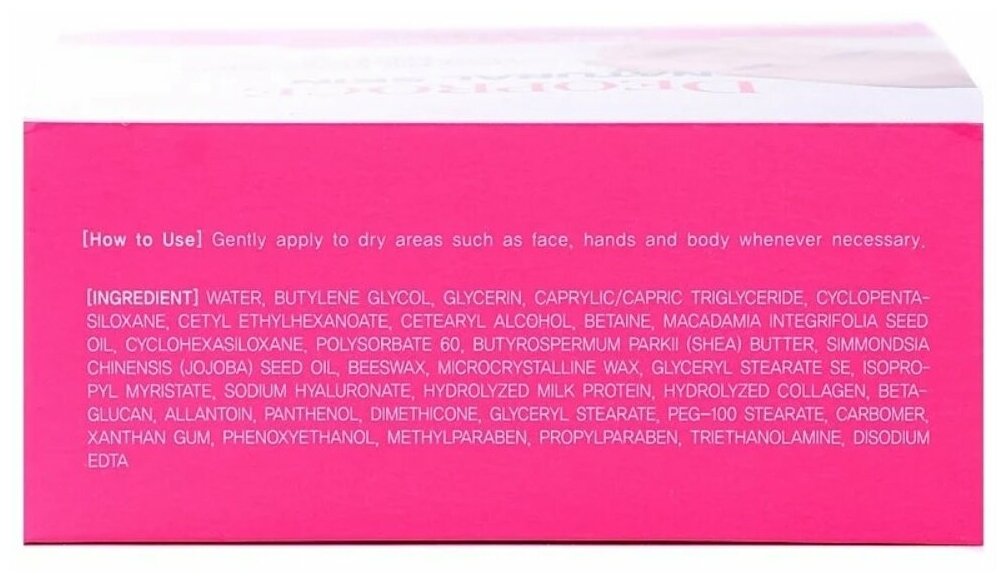 DEOPROCE
NATURAL SKIN
[How to Use] Gently apply to dry areas such as face, hands and body whenever necessary.
[INGREDIENT] WATER, BUTYLENE GLYCOL, GLYCERIN, CAPRYLIC/CAPRIC TRIGLYCERIDE, CYCLOPENTA-
SILOXANE, CETYL ETHYLHEXANOATE, CETEARYL ALCOHOL, BETAINE, MACADAMIA INTEGRIFOLIA SEED
OIL, CYCLOHEXASILOXANE, POLYSORBATE 60, BUTYROSPERMUM PARKII (SHEA) BUTTER, SIMMONDSIA
CHINENSIS (JOJOBA) SEED OIL, BEESWAX, MICROCRYSTALLINE WAX, GLYCERYL STEARATE SE, ISOPRO-
PYL MYRISTATE, SODIUM HYALURONATE, HYDROLYZED MILK PROTEIN, HYDROLYZED COLLAGEN, BETA-
GLUCAN, ALLANTOIN, PANTHENOL, DIMETHICONE, GLYCERYL STEARATE, PEG-100 STEARATE, CARBOMER,
XANTHAN GUM, PHENOXYETHANOL, METHYLPARABEN, PROPYLPARABEN, TRIETHANOLAMINE, DISODIUM
EDTA